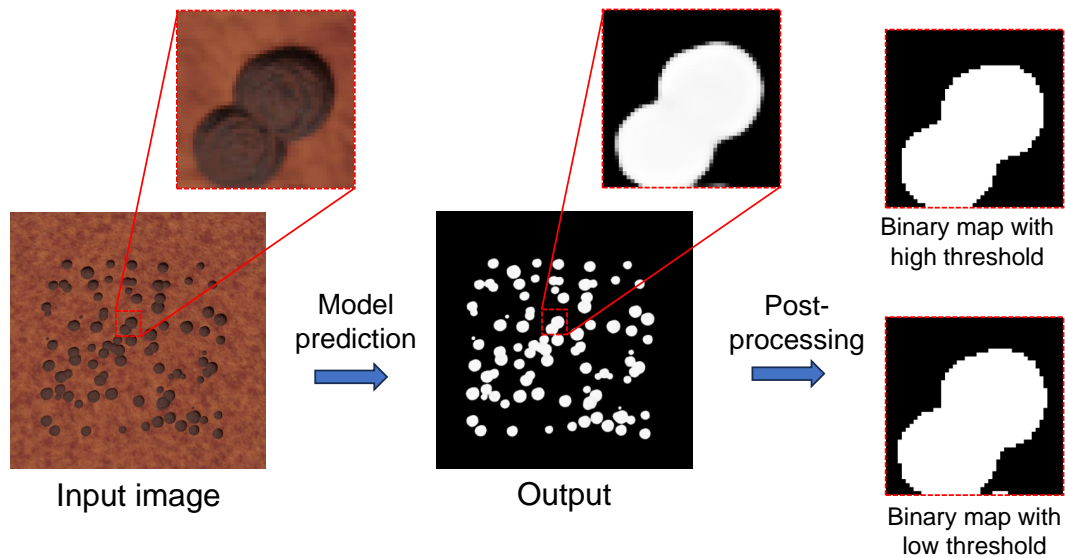 Model
prediction
Post-
processing
Input image
Output
Binary map with
high threshold
Binary map with
low threshold